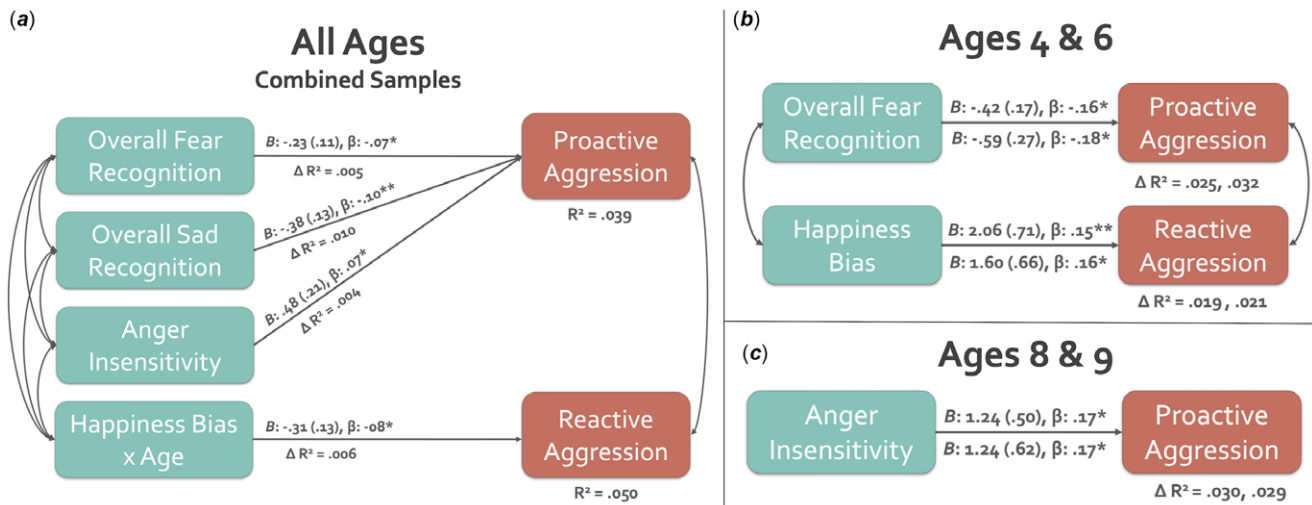 (a)
All Ages
Combined Samples
Overall Fear
Recognition
B: -.23 (.11), β: -.07*
Δ R² = .005
Proactive
Aggression
R² = .039
Overall Sad
Recognition
B: -.38 (.13), β: -.10**
Δ R² = .010
Anger
Insensitivity
B: .48 (.21), β: .07*
Δ R² = .004
Happiness Bias
x Age
B: -.31 (.13), β: -08*
Δ R² = .006
Reactive
Aggression
R² = .050
(b)
Ages 4 & 6
Overall Fear
Recognition
B: -.42 (.17), β: -.16*
B: -.59 (.27), β: -.18*
Proactive
Aggression
Δ R² = .025, .032
Happiness
Bias
B: 2.06 (.71), β: .15**
B: 1.60 (.66), β: .16*
Reactive
Aggression
Δ R² = .019 , .021
(c)
Ages 8 & 9
Anger
Insensitivity
B: 1.24 (.50), β: .17*
B: 1.24 (.62), β: .17*
Proactive
Aggression
Δ R² = .030, .029